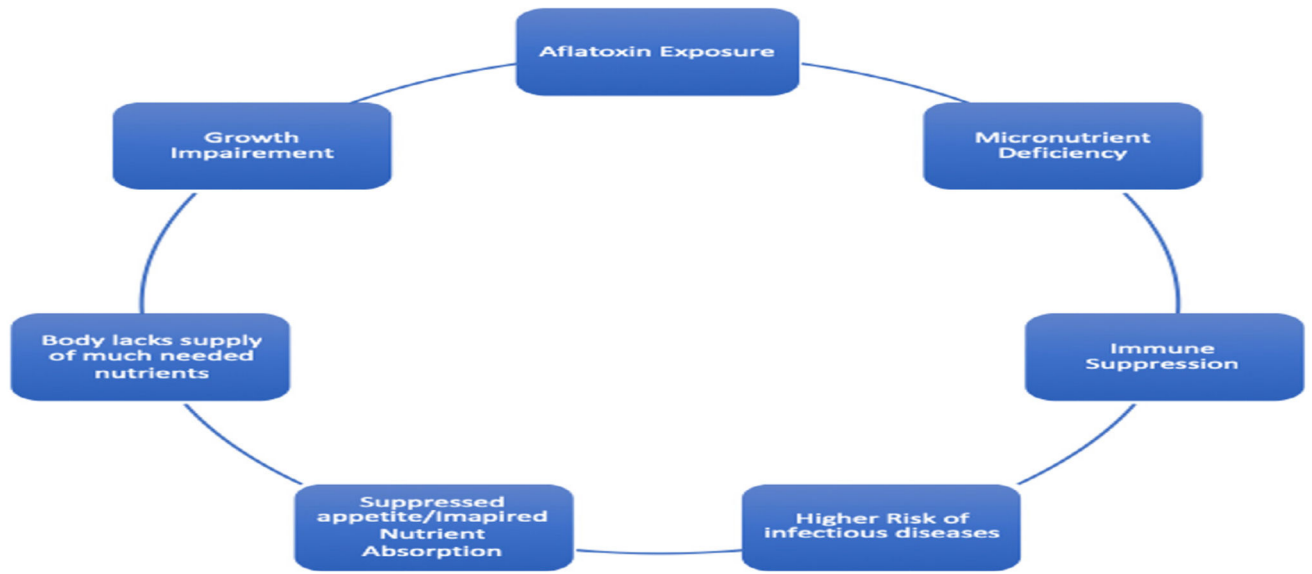 Aflatoxin Exposure
Micronutrient
Deficiency
Immune
Suppression
Higher Risk of
infectious diseases
Suppressed
appetite/Imapired
Nutrient
Absorption
Body lacks supply
of much needed
nutrients
Growth
Impairement